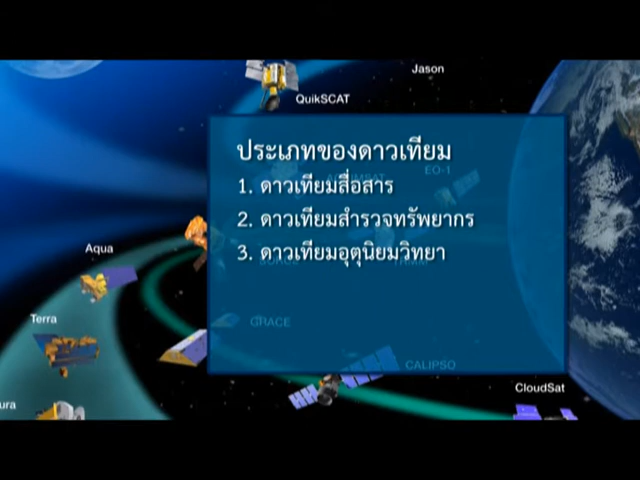 Jason
QuikSCAT
ประเภทของดาวเทียม
EO-1
1. ดาวเทียมสื่อสาร
2. ดาวเทียมสำรวจทรัพยากร
3. ดาวเทียมอุตุนิยมวิทยา
Aqua
Terra
GRACE
CALIPSO
CloudSat
ura